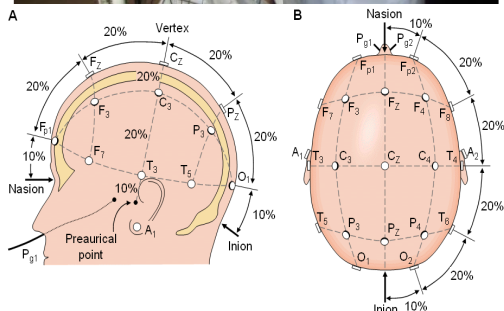 A
Vertex
20%
20%
20%
20%
20%
20%
10%
10%
10%
Fz
Cz
Pz
Fp1
F3
C3
P3
F7
T3
T5
O1
A1
Nasion
Preaurical
point
Inion
Pg1
B
Nasion
10%
Pg1
Pg2
Fp1
Fp2
20%
F7
F3
Fz
F4
F8
20%
A1
T3
C3
Cz
C4
T4
A2
20%
T5
P3
Pz
P4
T6
20%
O1
O2
Inion
10%